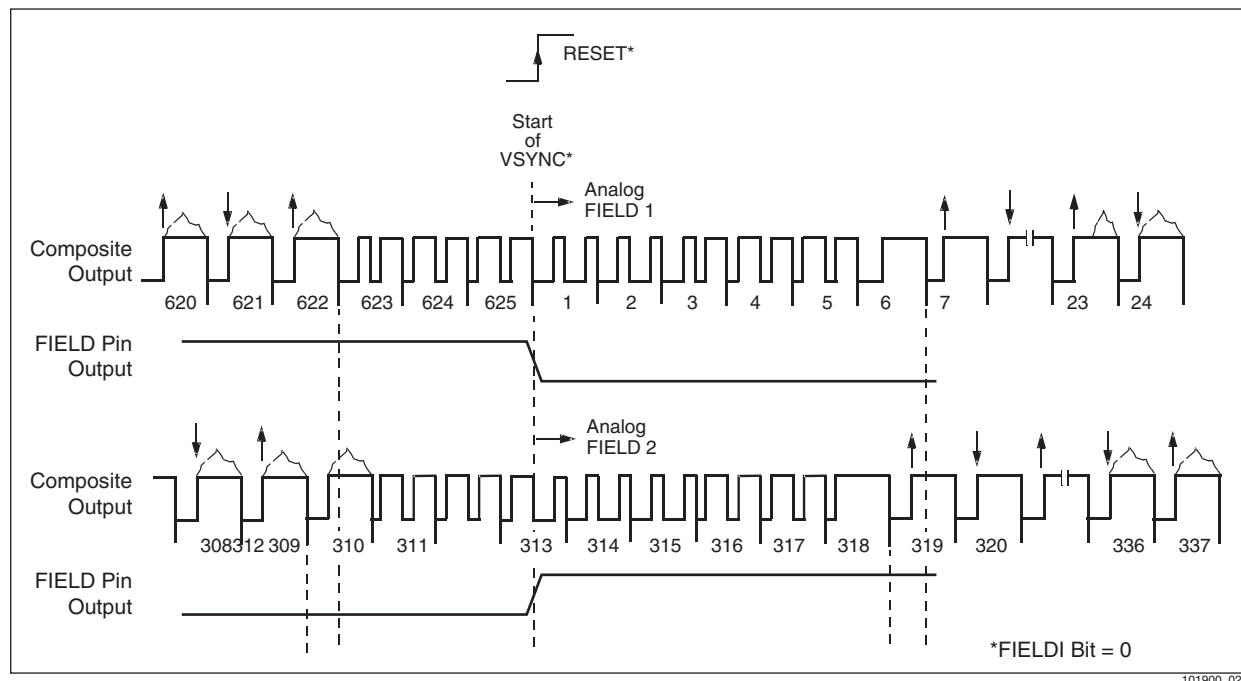 RESET*
Start
of
VSYNC*
Analog
FIELD 1
Composite
Output
620 621 622 623 624 625 1 2 3 4 5 6 7 23 24
FIELD Pin
Output
Analog
FIELD 2
Composite
Output
308312 309 310 311 313 314 315 316 317 318 319 320 336 337
FIELD Pin
Output
*FIELDI Bit = 0